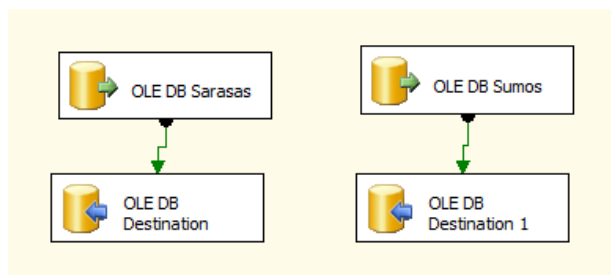 OLE DB Sarasas
OLE DB Sumos
OLE DB
Destination
OLE DB
Destination 1